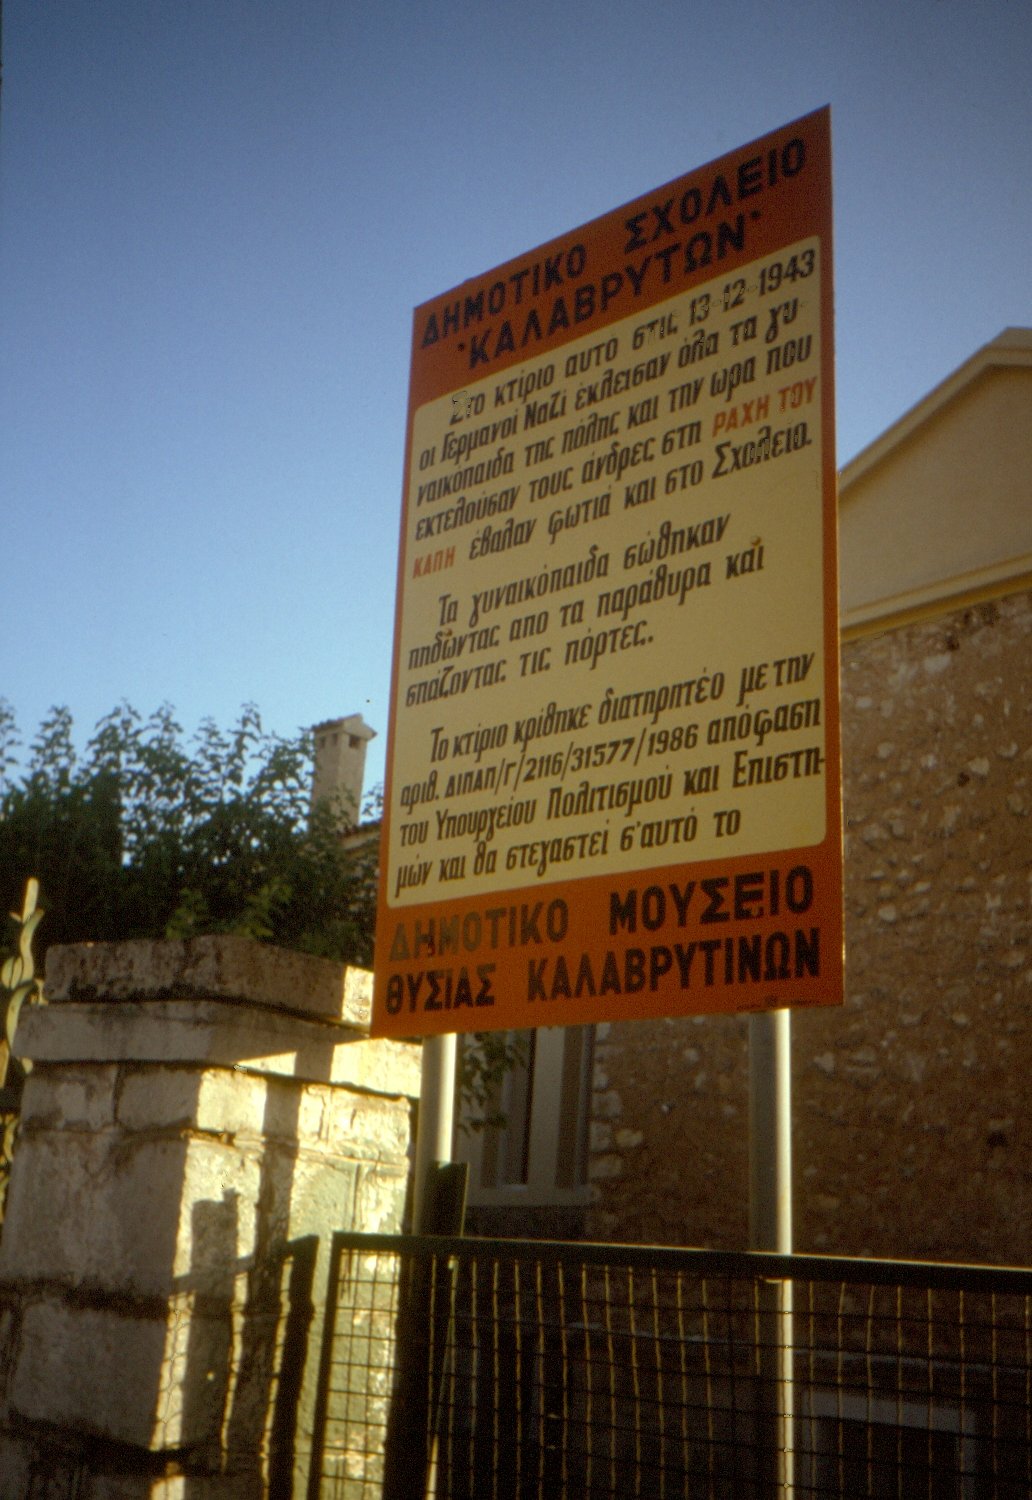 ΔΗΜΟΤΙΚΟ ΣΧΟΛΕΙΟ
"ΚΑΛΑΒΡΥΤΩΝ"
Στο κτίριο αυτο στις 13-12-1943
οι Γερμανοί Ναζί έκλεισαν όλα τα γυ-
ναικόπαιδα της πόλης και την ωρα που
εκτελούσαν τους άνδρες στη ΡΑΧΗ ΤΟΥ
ΚΑΠΗ έβαλαν φωτιά και στο Σχολείο.
Τα γυναικόπαιδα σώθηκαν
πηδώντας απο τα παράθυρα και
σπάζοντας τις πόρτες.
Το κτίριο κρίθηκε διατηρητέο με την
αριθ. ΔΙΠΑΠ/Γ/2116/31577/1986 απόφαση
του Υπουργείου Πολιτισμού και Επιστη-
μών και θα στεγαστεί σ'αυτό το
ΔΗΜΟΤΙΚΟ ΜΟΥΣΕΙΟ
ΘΥΣΙΑΣ ΚΑΛΑΒΡΥΤΙΝΩΝ